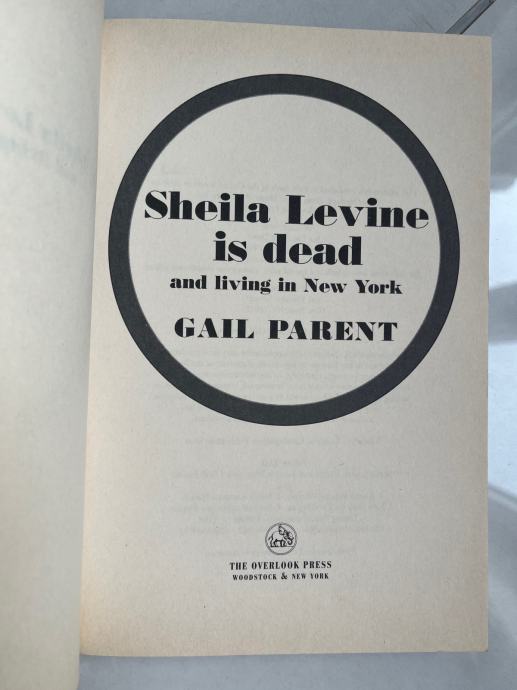 Sheila Levine
is dead
and living in New York
GAIL PARENT
THE OVERLOOK PRESS
WOODSTOCK & NEW YORK